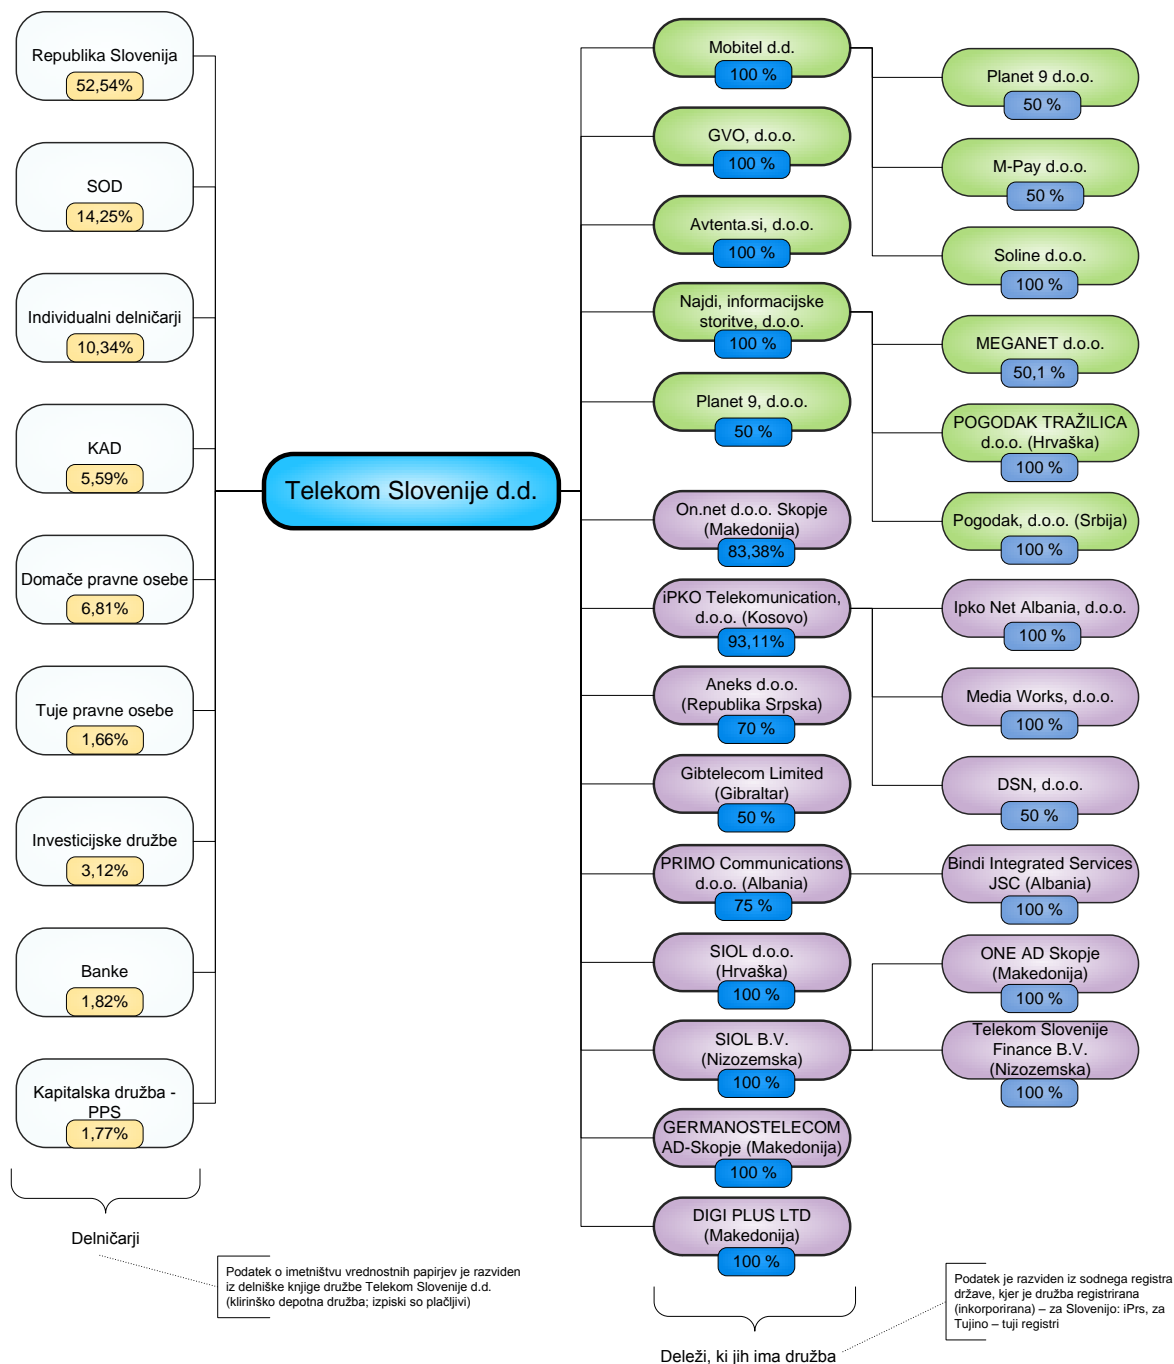 Republika Slovenija
52,54%
SOD
14,25%
Individualni delničarji
10,34%
KAD
5,59%
Domače pravne osebe
6,81%
Tuje pravne osebe
1,66%
Investicijske družbe
3,12%
Banke
1,82%
Kapitalska družba -
PPS
1,77%
Delničarji
Podatek o imetništvu vrednostnih papirjev je razviden
iz delniške knjige družbe Telekom Slovenije d.d.
(klirinško depotna družba; izpiski so plačljivi)
Telekom Slovenije d.d.
Mobitel d.d.
100 %
GVO, d.o.o.
100 %
Avtenta.si, d.o.o.
100 %
Najdi, informacijske
storitve, d.o.o.
100 %
Planet 9, d.o.o.
50 %
On.net d.o.o. Skopje
(Makedonija)
83,38%
iPKO Telekomunication,
d.o.o. (Kosovo)
93,11%
Aneks d.o.o.
(Republika Srpska)
70 %
Gibtelecom Limited
(Gibraltar)
50 %
PRIMO Communications
d.o.o. (Albania)
75 %
SIOL d.o.o.
(Hrvaška)
100 %
SIOL B.V.
(Nizozemska)
100 %
GERMANOSTELECOM
AD-Skopje (Makedonija)
100 %
DIGI PLUS LTD
(Makedonija)
100 %
Planet 9 d.o.o.
50 %
M-Pay d.o.o.
50 %
Soline d.o.o.
100 %
MEGANET d.o.o.
50,1 %
POGODAK TRAŽILICA
d.o.o. (Hrvaška)
100 %
Pogodak, d.o.o. (Srbija)
100 %
Ipko Net Albania, d.o.o.
100 %
Media Works, d.o.o.
100 %
DSN, d.o.o.
50 %
Bindi Integrated Services
JSC (Albania)
100 %
ONE AD Skopje
(Makedonija)
100 %
Telekom Slovenije
Finance B.V.
(Nizozemska)
100 %
Deleži, ki jih ima družba
Podatek je razviden iz sodnega registra
države, kjer je družba registrirana
(inkorporirana) – za Slovenijo: iPrs, za
Tujino – tuji registri